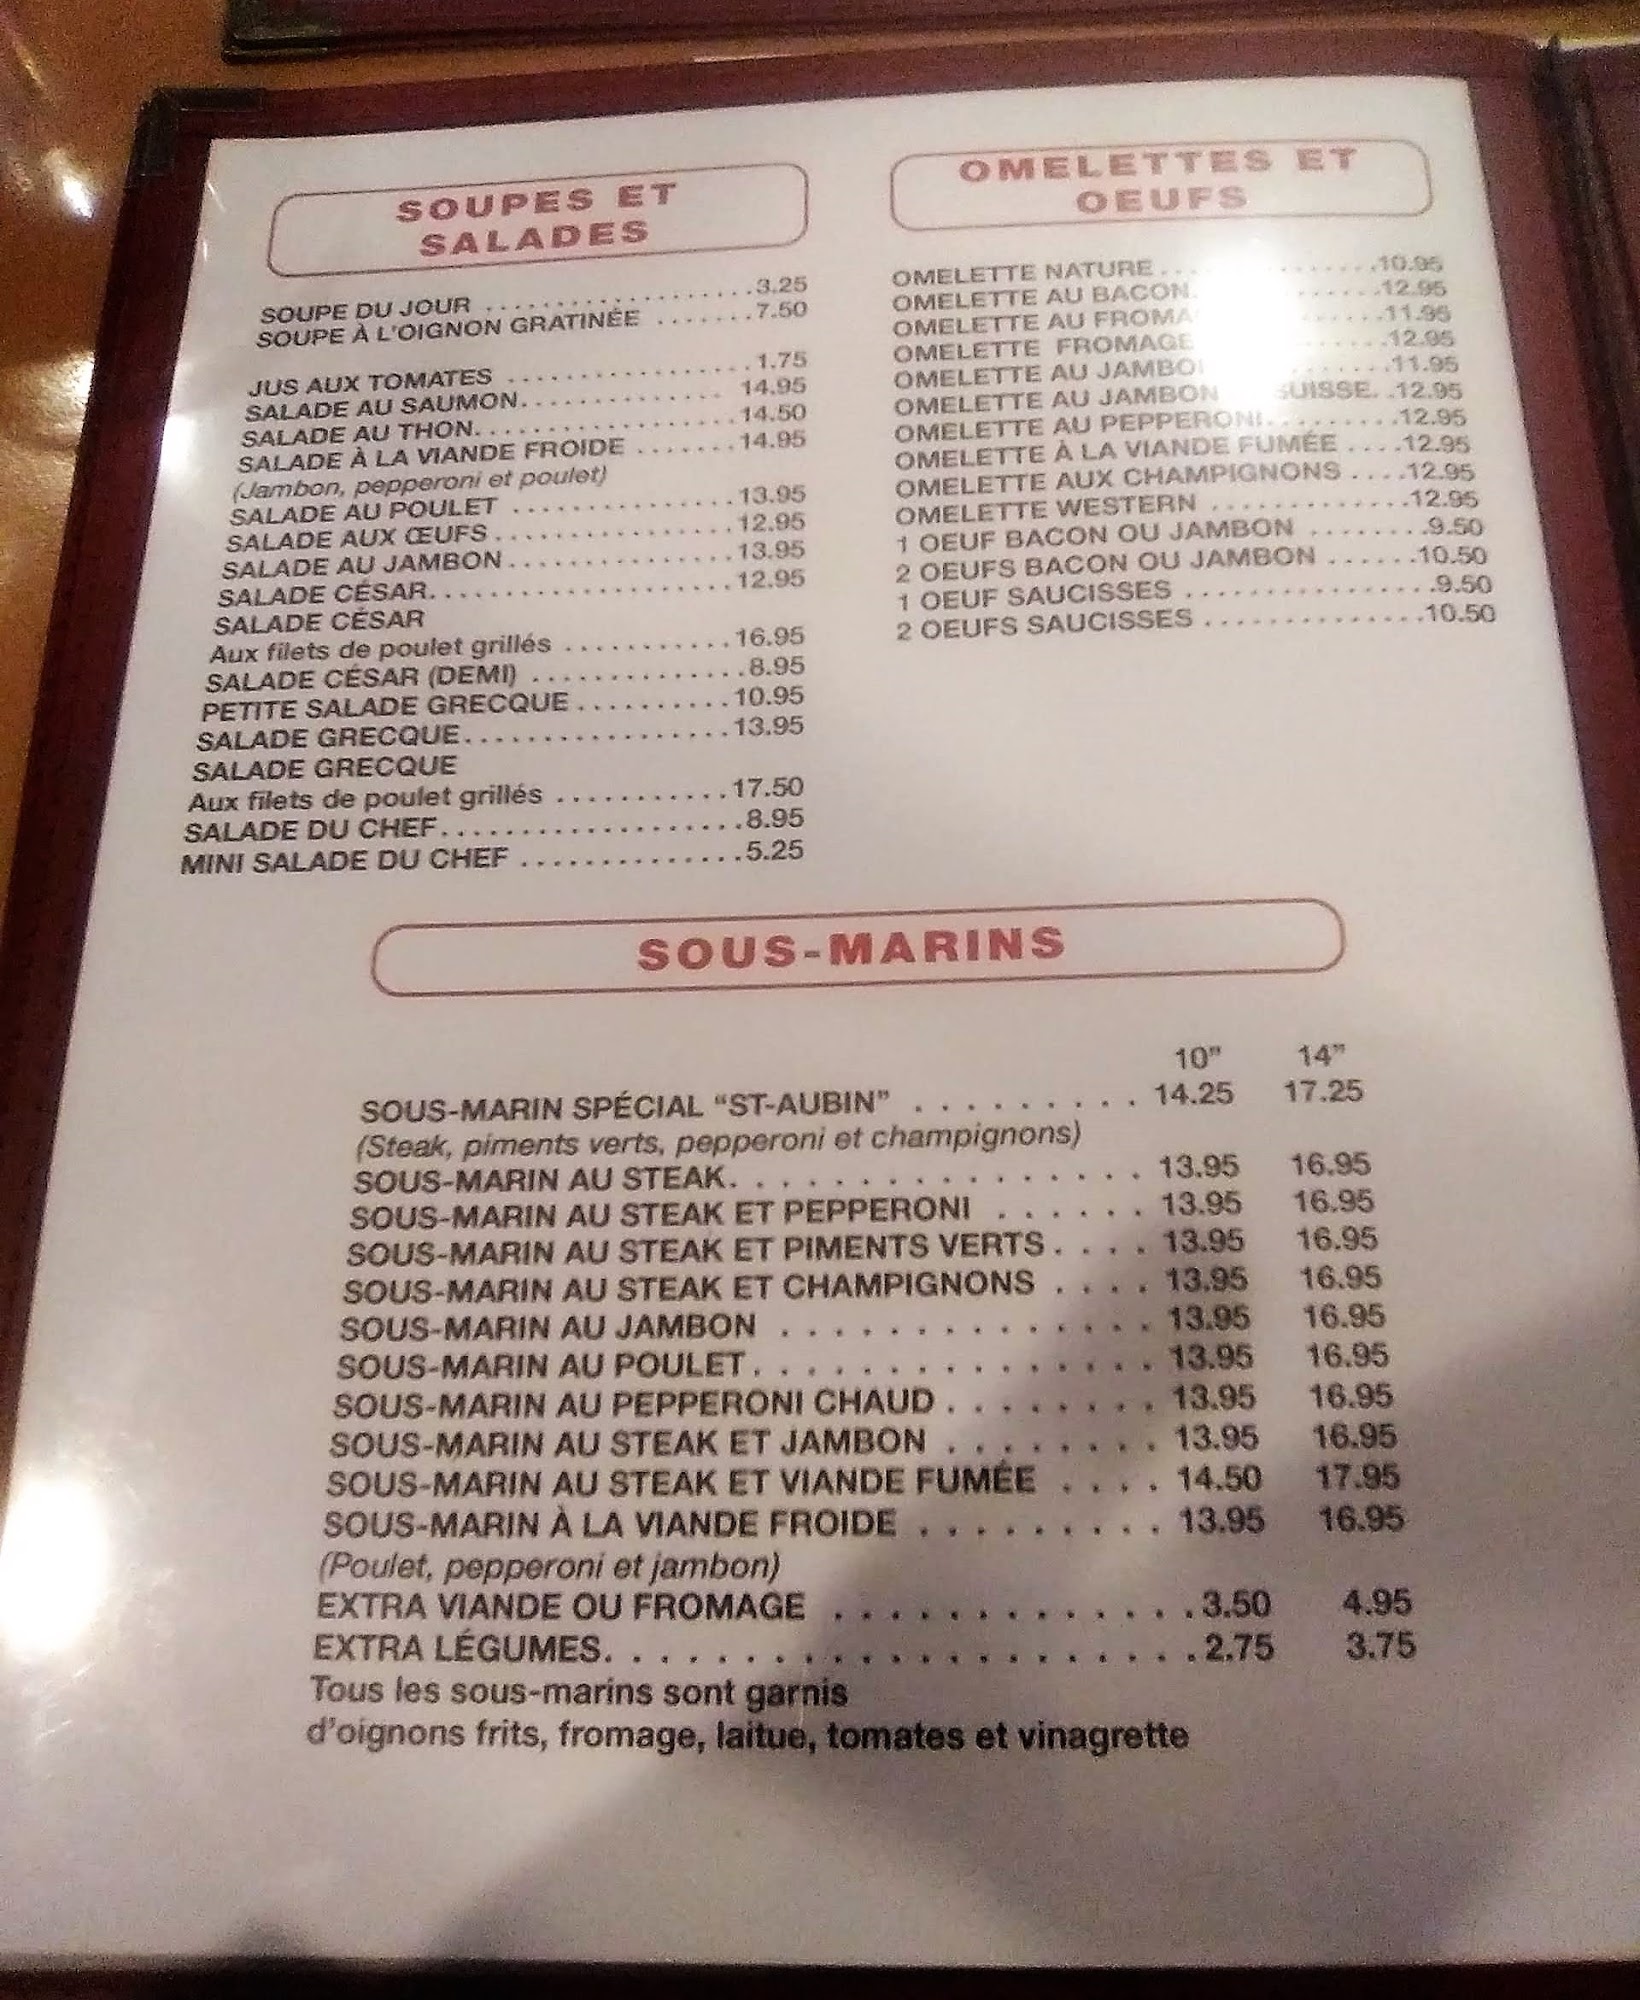 SOUPES ET
SALADES
SOUPE DU JOUR ..................3.25
SOUPE À L'OIGNON GRATINÉE .......7.50
JUS AUX TOMATES .................1.75
SALADE AU SAUMON.............. 14.95
SALADE AU THON..................14.50
SALADE À LA VIANDE FROIDE .......14.95
(Jambon, pepperoni et poulet)
SALADE AU POULET ...............13.95
SALADE AUX ŒUFS................12.95
SALADE AU JAMBON...............13.95
SALADE CÉSAR....................12.95
SALADE CÉSAR
Aux filets de poulet grillés ...........16.95
SALADE CÉSAR (DEMI) ..............8.95
PETITE SALADE GRECQUE..........10.95
SALADE GRECQUE.................13.95
SALADE GRECQUE
Aux filets de poulet grillés ...........17.50
SALADE DU CHEF...................8.95
MINI SALADE DU CHEF ..............5.25
OMELETTES ET
OEUFS
OMELETTE NATURE ...............10.95
OMELETTE AU BACON.......12.95
OMELETTE AU ......11.95
OMELETTE FROMAGE ......12.95
OMELETTE AU ......11.95
OMELETTE AU JAMBON SUISSE. .12.95
OMELETTE AU PEPPERONI..........12.95
OMELETTE À LA VIANDE FUMÉE ....12.95
OMELETTE AUX CHAMPIGNONS ....12.95
OMELETTE WESTERN .............12.95
1 OEUF BACON OU JAMBON ........9.50
2 OEUFS BACON OU JAMBON ......10.50
1 OEUF SAUCISSES .................9.50
2 OEUFS SAUCISSES ..............10.50
SOUS-MARINS
10" 14"
SOUS-MARIN SPÉCIAL "ST-AUBIN" ......... 14.25 17.25
(Steak, piments verts, pepperoni et champignons)
SOUS-MARIN AU STEAK................. 13.95 16.95
SOUS-MARIN AU STEAK ET PEPPERONI ...... 13.95 16.95
SOUS-MARIN AU STEAK ET PIMENTS VERTS.... 13.95 16.95
SOUS-MARIN AU STEAK ET CHAMPIGNONS .... 13.95 16.95
SOUS-MARIN AU JAMBON ............... 13.95 16.95
SOUS-MARIN AU POULET................ 13.95 16.95
SOUS-MARIN AU PEPPERONI CHAUD......... 13.95 16.95
SOUS-MARIN AU STEAK ET JAMBON ......... 13.95 16.95
SOUS-MARIN AU STEAK ET VIANDE FUMÉE .... 14.50 17.95
SOUS-MARIN À LA VIANDE FROIDE .......... 13.95 16.95
(Poulet, pepperoni et jambon)
EXTRA VIANDE OU FROMAGE .............3.50 4.95
EXTRA LÉGUMES.....................2.75 3.75
Tous les sous-marins sont garnis
d'oignons frits, fromage, laitue, tomates et vinagrette